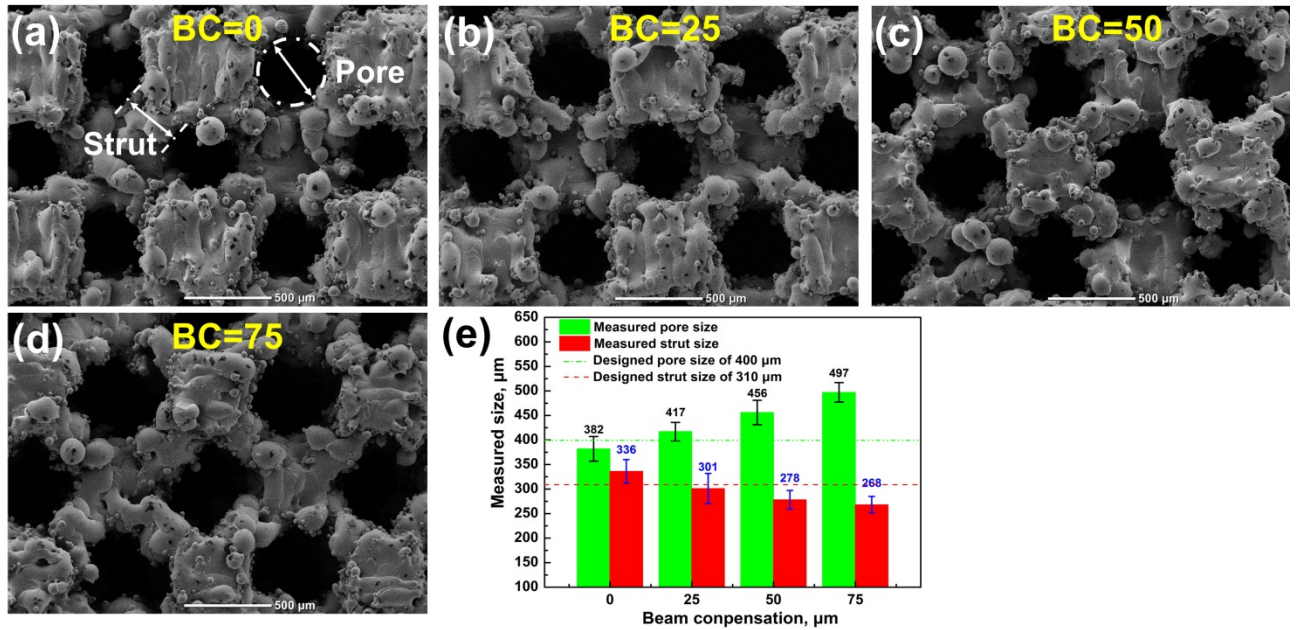 (a)
BC=0
Pore
Strut
500 µm
(b)
BC=25
500 µm
(c)
BC=50
500 µm
(d)
BC=75
500 µm
(e)
Measured pore size
Measured strut size
Designed pore size of 400 µm
Designed strut size of 310 µm
Measured size, µm
650
600
550
500
450
400
350
300
250
200
150
100
382
336
417
301
456
278
497
268
0
25
50
75
Beam conpensation, µm